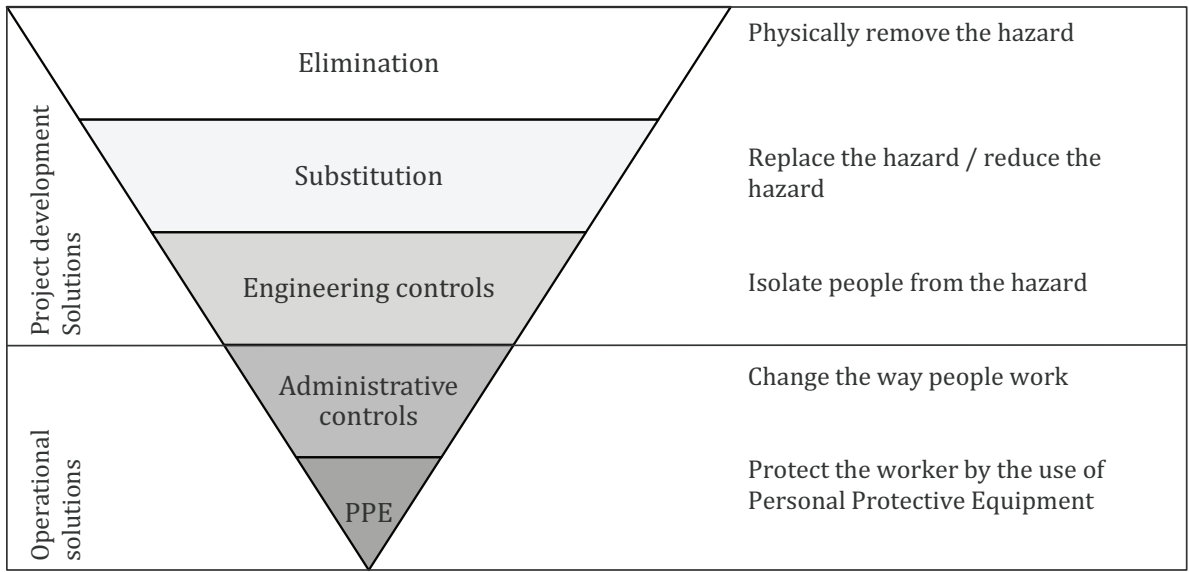 Project development
Solutions
Elimination
Physically remove the hazard
Substitution
Replace the hazard / reduce the
hazard
Engineering controls
Isolate people from the hazard
Operational
solutions
Administrative
controls
Change the way people work
PPE
Protect the worker by the use of
Personal Protective Equipment